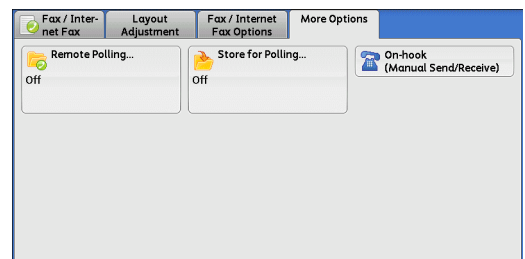 Fax / Inter-
net Fax
Layout
Adjustment
Fax / Internet
Fax Options
More Options
Remote Polling...
Off
Store for Polling...
Off
On-hook
(Manual Send/Receive)